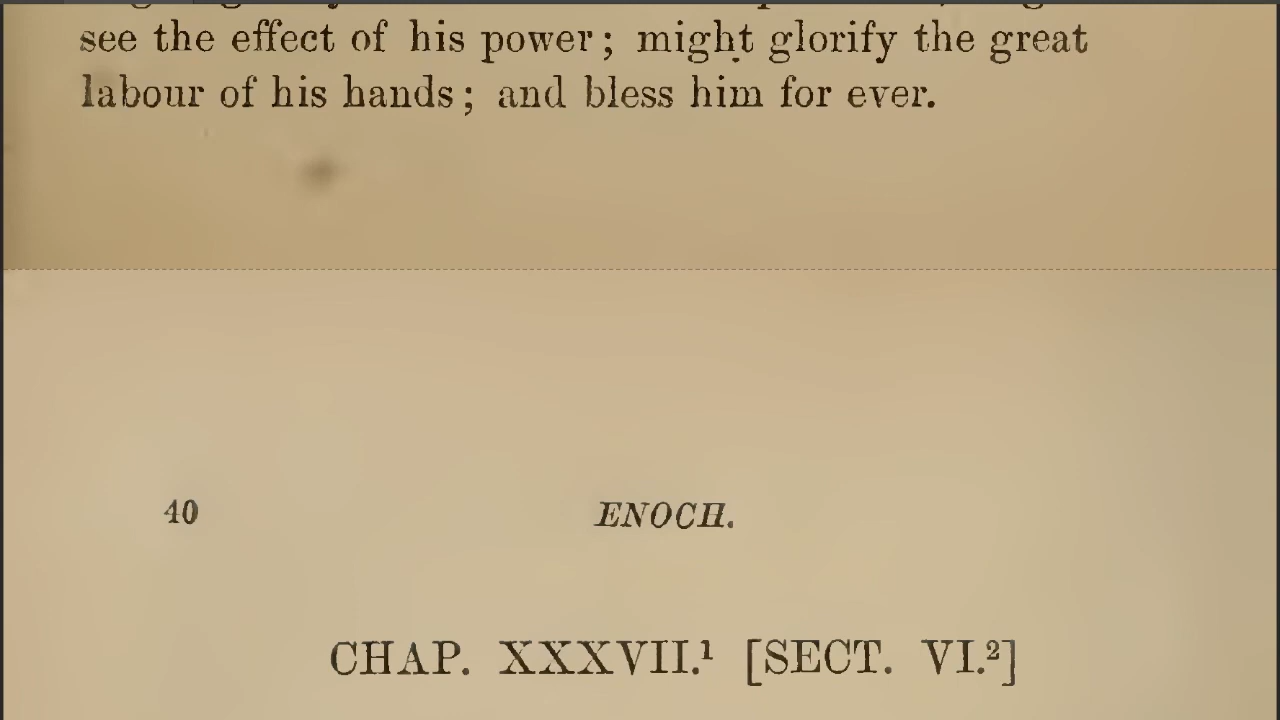 see the effect of his power; might glorify the great
labour of his hands; and bless him for ever.
40 ENOCH.
CHAP. XXXVII.¹ [SECT. VI.²]